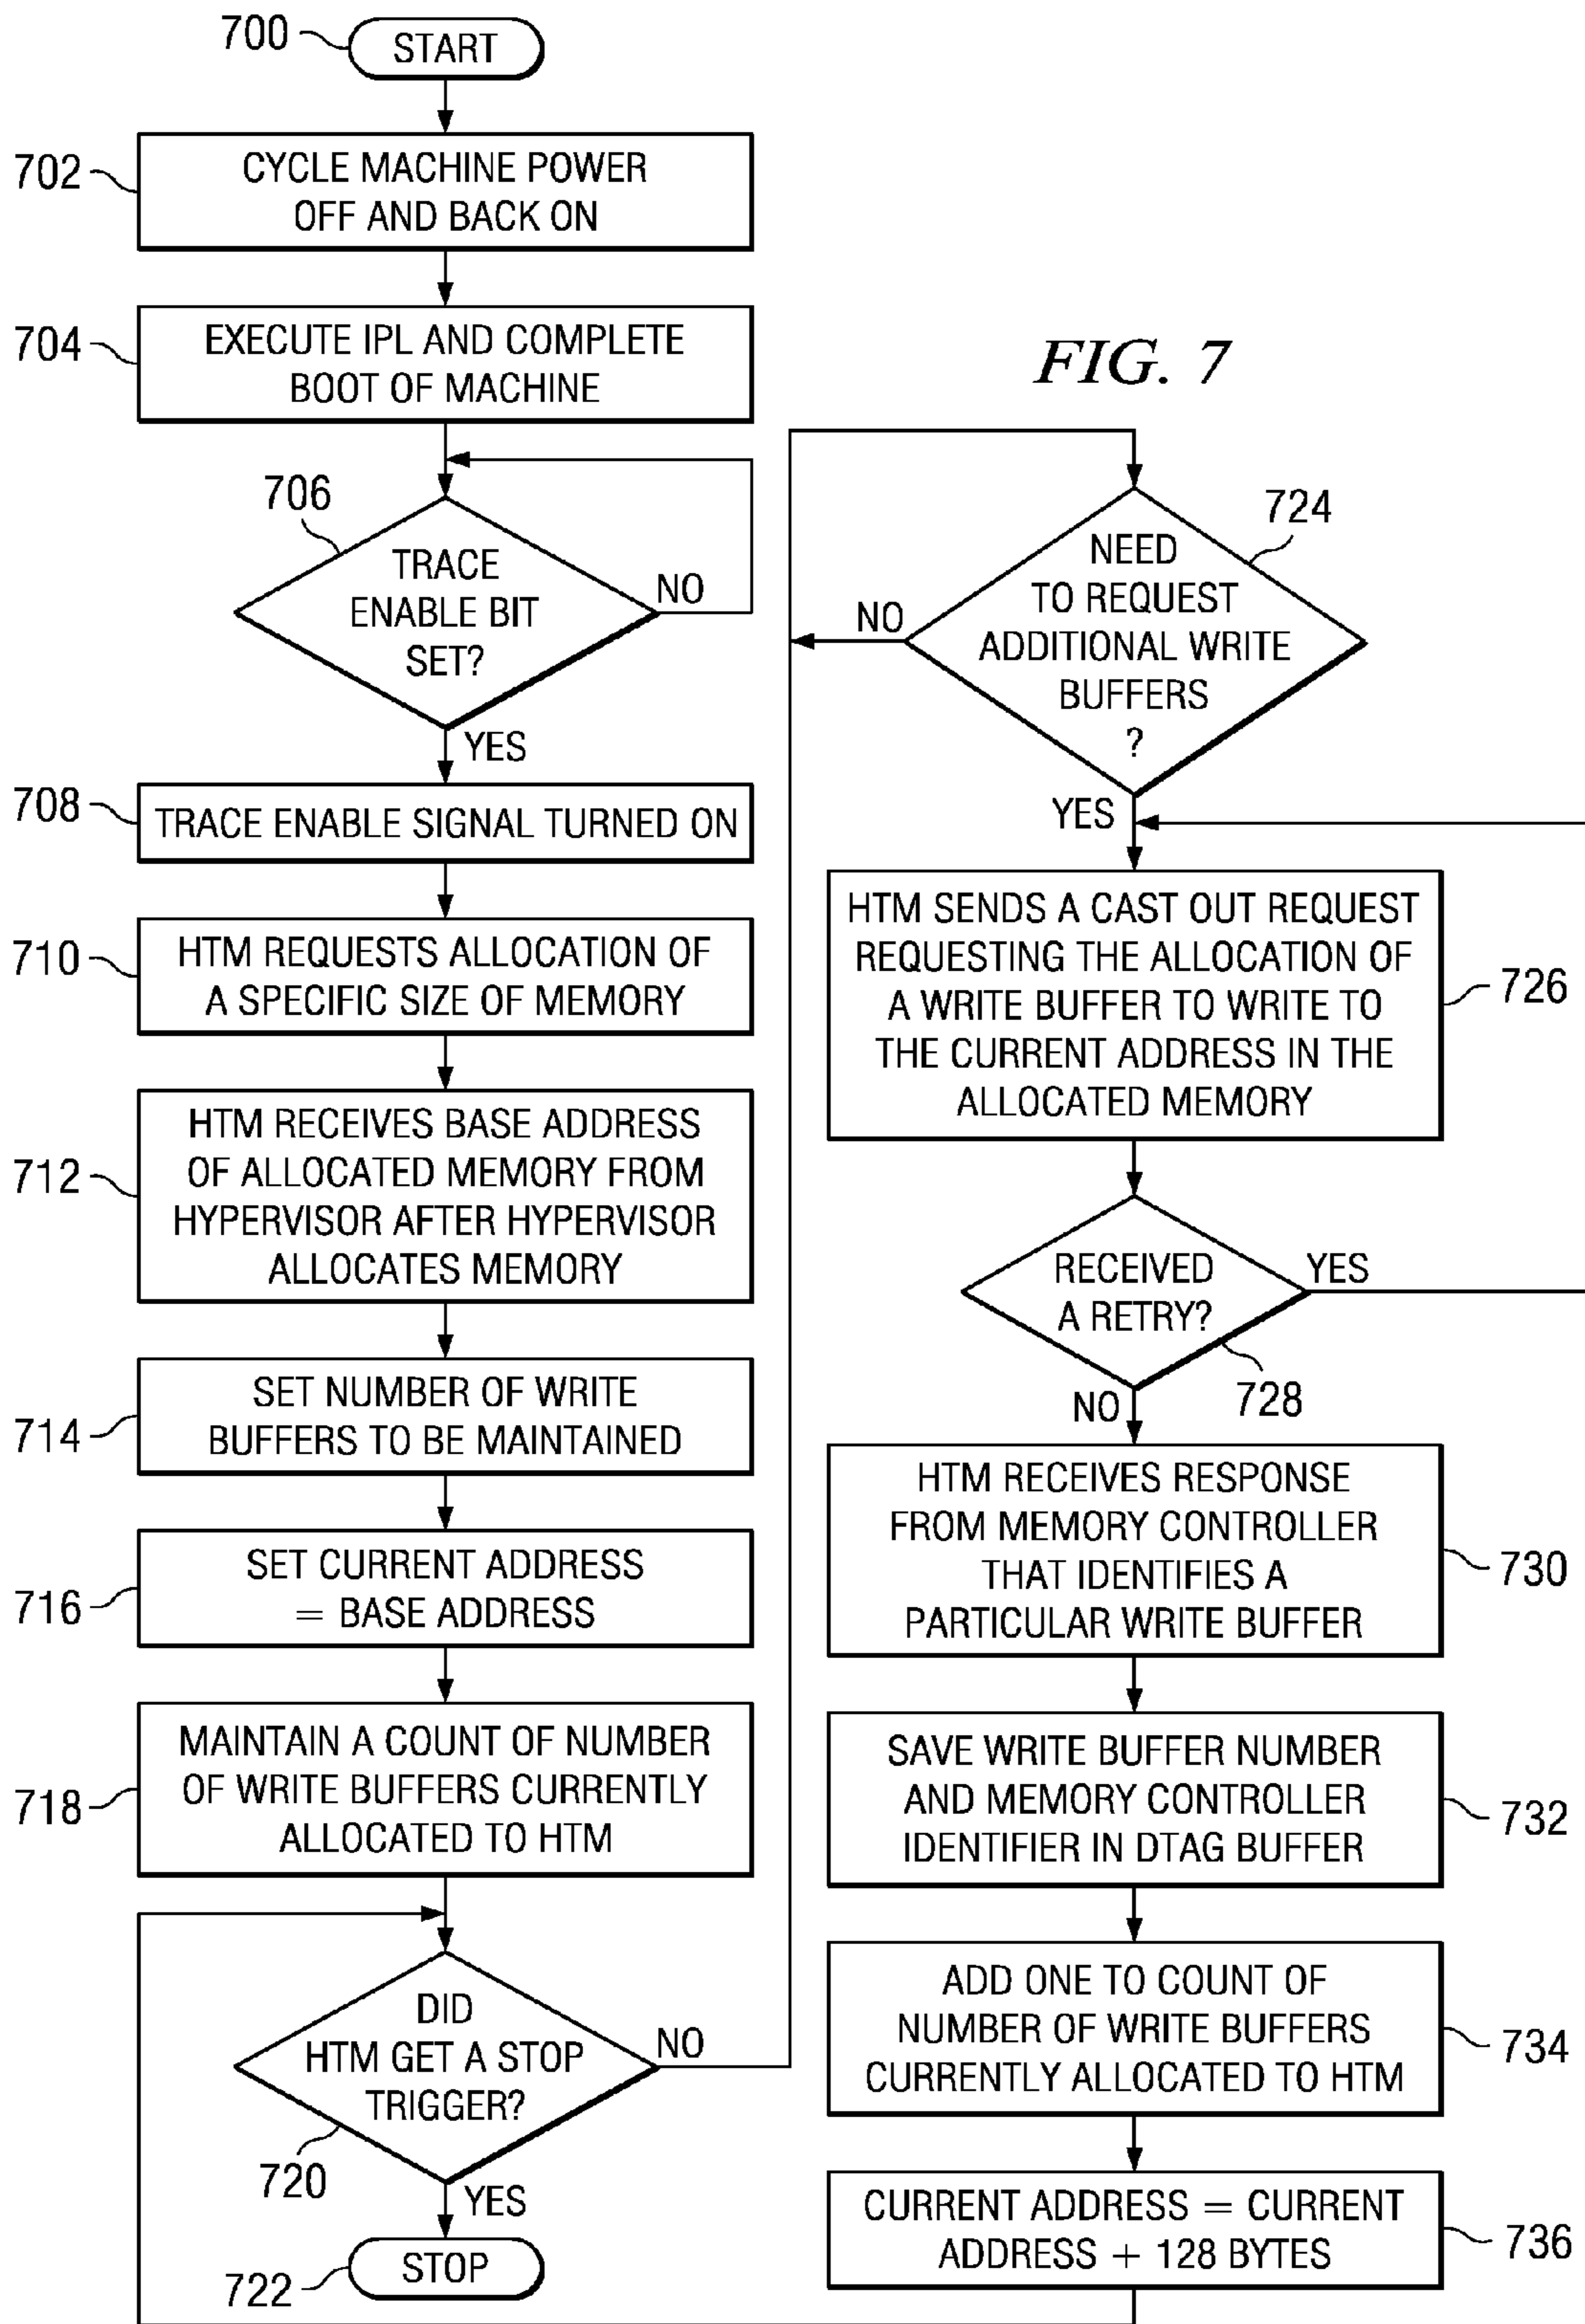 700
START
702
CYCLE MACHINE POWER
OFF AND BACK ON
704
EXECUTE IPL AND COMPLETE
BOOT OF MACHINE
706
TRACE
ENABLE BIT
SET?
NO
YES
708
TRACE ENABLE SIGNAL TURNED ON
710
HTM REQUESTS ALLOCATION OF
A SPECIFIC SIZE OF MEMORY
712
HTM RECEIVES BASE ADDRESS
OF ALLOCATED MEMORY FROM
HYPERVISOR AFTER HYPERVISOR
ALLOCATES MEMORY
714
SET NUMBER OF WRITE
BUFFERS TO BE MAINTAINED
716
SET CURRENT ADDRESS
= BASE ADDRESS
718
MAINTAIN A COUNT OF NUMBER
OF WRITE BUFFERS CURRENTLY
ALLOCATED TO HTM
DID
HTM GET A STOP
TRIGGER?
NO
720
YES
722
STOP
FIG. 7
724
NEED
TO REQUEST
ADDITIONAL WRITE
BUFFERS
?
NO
YES
HTM SENDS A CAST OUT REQUEST
REQUESTING THE ALLOCATION OF
A WRITE BUFFER TO WRITE TO
THE CURRENT ADDRESS IN THE
ALLOCATED MEMORY
726
RECEIVED
A RETRY?
YES
728
NO
HTM RECEIVES RESPONSE
FROM MEMORY CONTROLLER
THAT IDENTIFIES A
PARTICULAR WRITE BUFFER
730
SAVE WRITE BUFFER NUMBER
AND MEMORY CONTROLLER
IDENTIFIER IN DTAG BUFFER
732
ADD ONE TO COUNT OF
NUMBER OF WRITE BUFFERS
CURRENTLY ALLOCATED TO HTM
734
CURRENT ADDRESS = CURRENT
ADDRESS + 128 BYTES
736